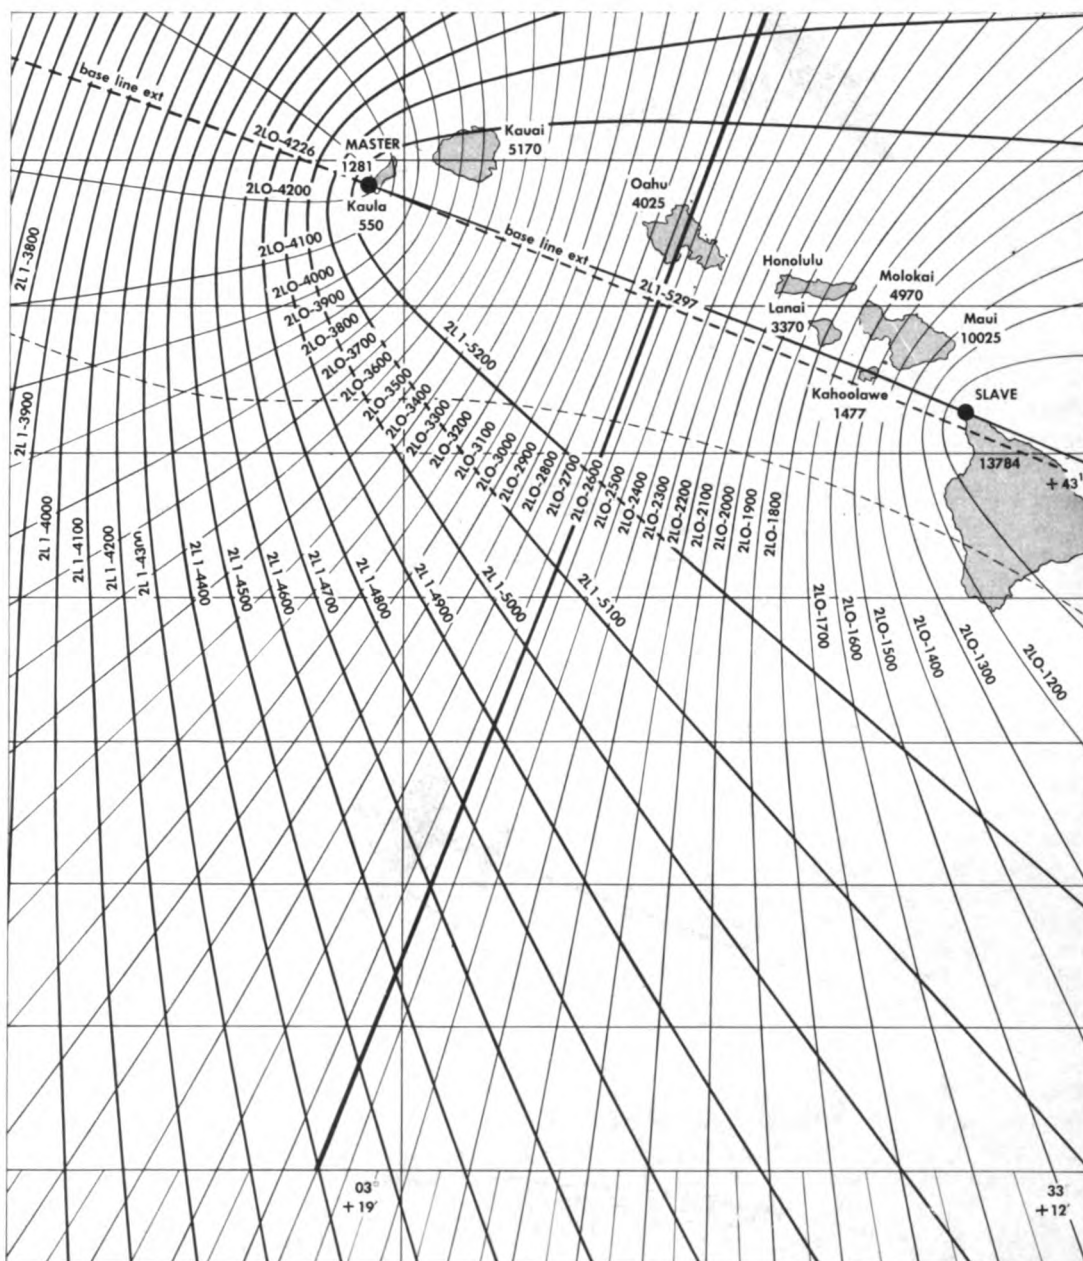 base line ext
2LO-4226
MASTER
1281
Kauai
5170
2LO-4200
Kaula
550
Oahu
4025
2L1-3800
2LO-4100
base line ext
Honolulu
Molokai
4970
2LO-4000
2L1-5297
2LO-3900
Lanai
3370
Maui
10025
2LO-3800
2L1-5200
2LO-3700
2LO-3600
2LO-3500
Kahoolawe
1477
SLAVE
2L1-3900
2LO-3400
2LO-3300
2LO-3200
2LO-3100
2LO-3000
2LO-2900
2LO-2800
2LO-2700
2LO-2600
2LO-2500
2LO-2400
2LO-2300
2LO-2200
2LO-2100
2LO-2000
2LO-1900
2LO-1800
13784
+43'
2L1-4000
2L1-4100
2L1-4200
2L1-4300
2L1-4400
2L1-4500
2L1-4600
2L1-4700
2L1-4800
2L1-4900
2L1-5000
2L1-5100
2LO-1700
2LO-1600
2LO-1500
2LO-1400
2LO-1300
2LO-1200
03°
+19'
33
+12'